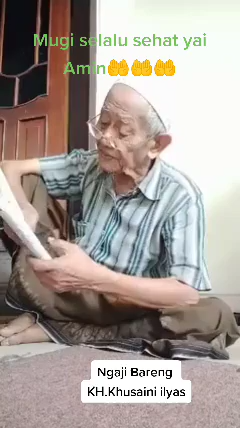 Mugi selalu sehat yai
Amin🤲🤲🤲
Ngaji Bareng
KH.Khusaini ilyas